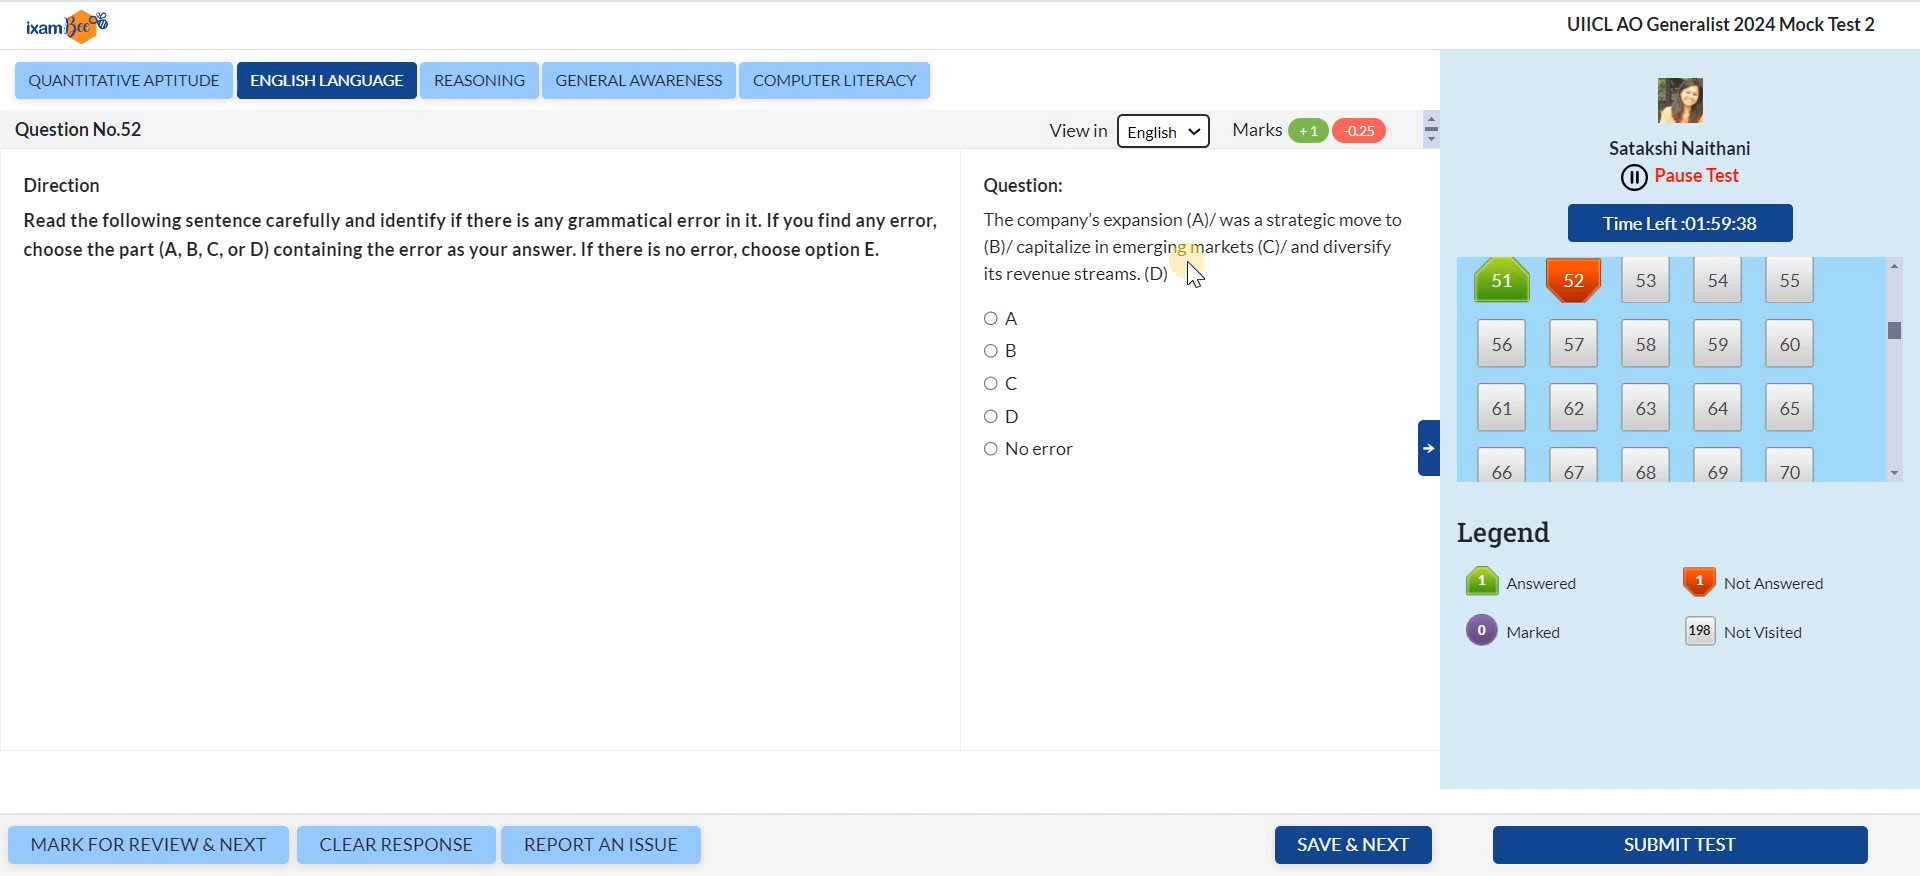 ixamBee
UIICL AO Generalist 2024 Mock Test 2
QUANTITATIVE APTITUDE
ENGLISH LANGUAGE
REASONING
GENERAL AWARENESS
COMPUTER LITERACY
Question No.52
View in
English
Marks
+1
-0.25
Direction
Read the following sentence carefully and identify if there is any grammatical error in it. If you find any error,
choose the part (A, B, C, or D) containing the error as your answer. If there is no error, choose option E.
Question:
The company's expansion (A)/ was a strategic move to
(B)/ capitalize in emerging markets (C)/ and diversify
its revenue streams. (D)
A
B
C
D
No error
Satakshi Naithani
Pause Test
Time Left :01:59:38
51 52 53 54 55
56 57 58 59 60
61 62 63 64 65
66 67 68 69 70
Legend
1 Answered
1 Not Answered
0 Marked
198 Not Visited
MARK FOR REVIEW & NEXT
CLEAR RESPONSE
REPORT AN ISSUE
SAVE & NEXT
SUBMIT TEST